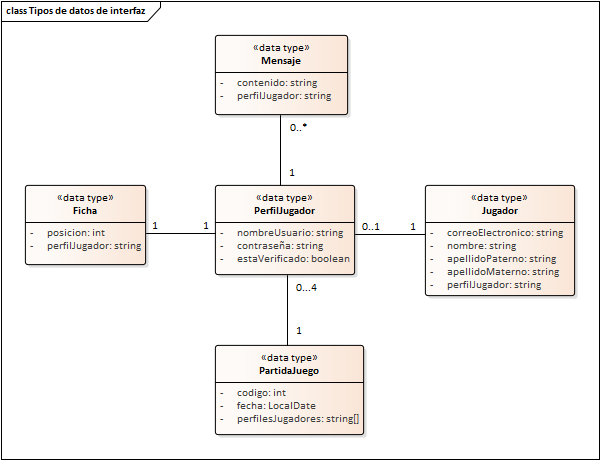 class Tipos de datos de interfaz
«data type»
Mensaje
- contenido: string
- perfilJugador: string
0..*
1
«data type»
Ficha
- posicion: int
- perfilJugador: string
1
1
«data type»
PerfilJugador
- nombreUsuario: string
- contraseña: string
- estaVerificado: boolean
0..1
1
«data type»
Jugador
- correoElectronico: string
- nombre: string
- apellidoPaterno: string
- apellidoMaterno: string
- perfilJugador: string
0...4
1
«data type»
PartidaJuego
- codigo: int
- fecha: LocalDate
- perfilesJugadores: string[]